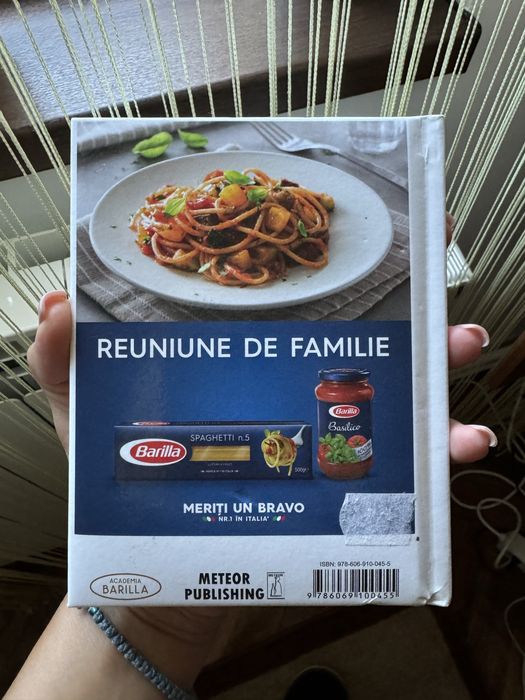 REUNIUNE DE FAMILIE
Barilla
SPAGHETTI n.5
500g℮
Barilla
Basilico
MERIȚI UN BRAVO
NR.1 ÎN ITALIA*
ACADEMIA
BARILLA
METEOR
PUBLISHING
ISBN: 978-606-910-045-5
9 786069 100455